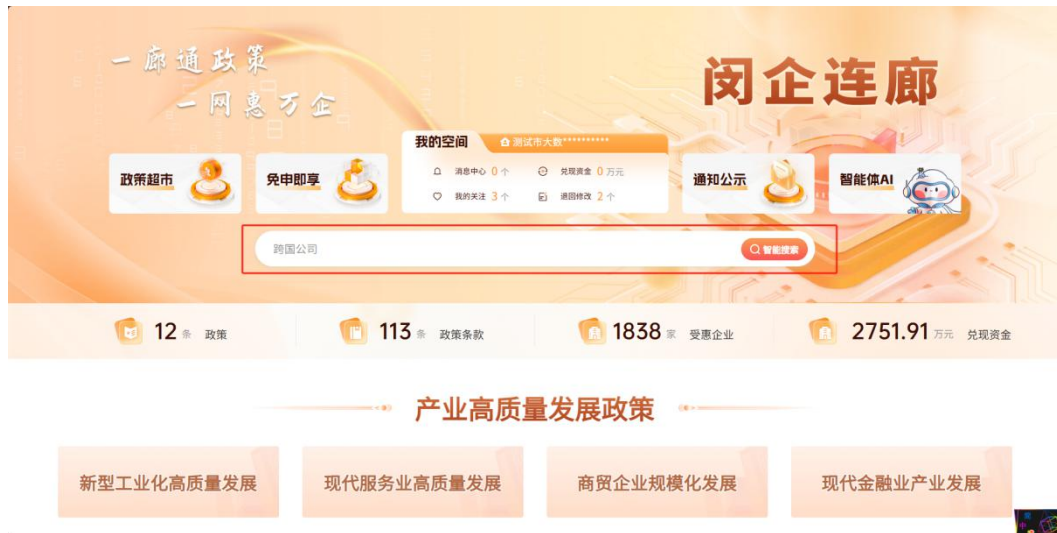 一廊通政策
一网惠万企
闵企连廊
政策超市
免申即享
我的空间 测试市大数**********
消息中心 0 个 兑现资金 0 万元
我的关注 3 个 退回修改 2 个
通知公示
智能体AI
跨国公司 智能搜索
12 条 政策 113 条 政策条款 1838 家 受惠企业 2751.91 万元 兑现资金
产业高质量发展政策
新型工业化高质量发展 现代服务业高质量发展 商贸企业规模化发展 现代金融业产业发展